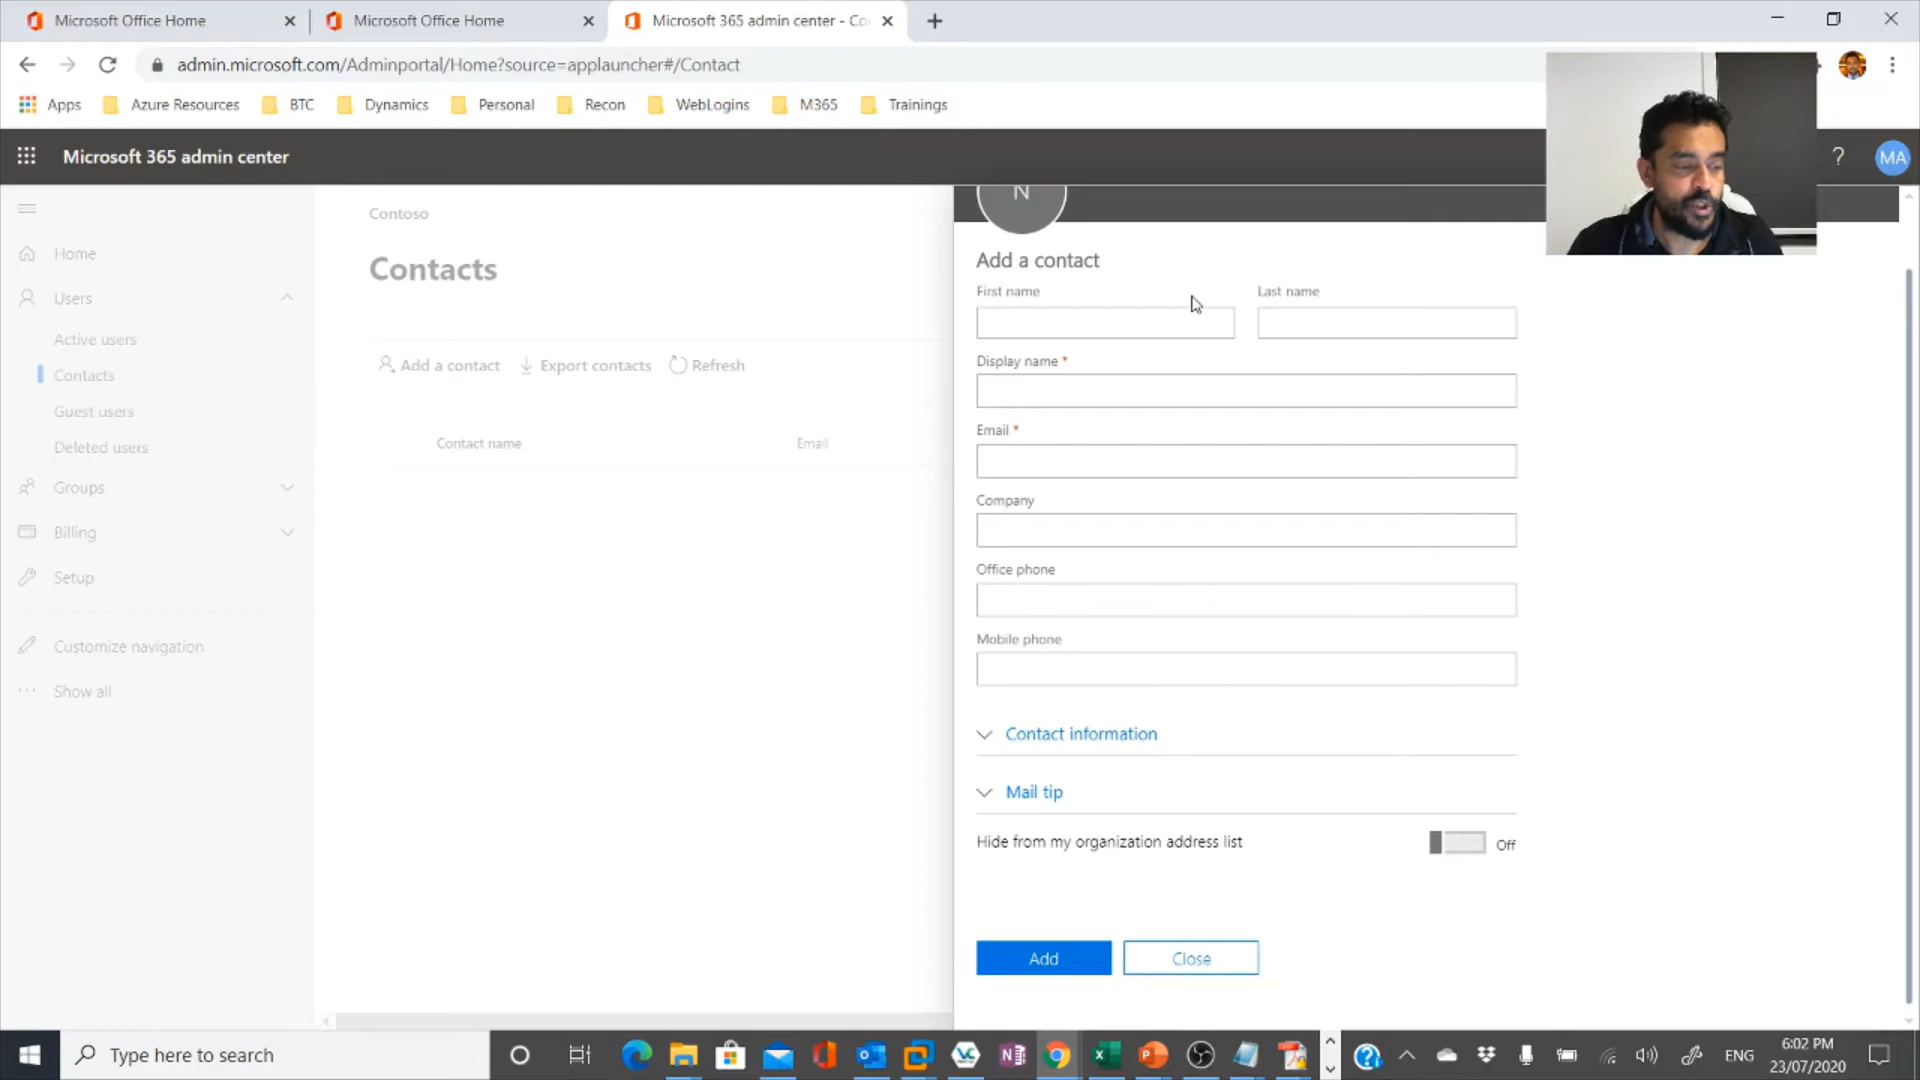 Microsoft Office Home
Microsoft Office Home
Microsoft 365 admin center - Co
admin.microsoft.com/Adminportal/Home?source=applauncher#/Contact
Apps
Azure Resources
BTC
Dynamics
Personal
Recon
WebLogins
M365
Trainings
Microsoft 365 admin center
?
MA
Home
Users
Active users
Contacts
Guest users
Deleted users
Groups
Billing
Setup
Customize navigation
Show all
Contoso
Contacts
Add a contact
Export contacts
Refresh
Contact name
Email
N
Add a contact
First name
Last name
Display name *
Email *
Company
Office phone
Mobile phone
Contact information
Mail tip
Hide from my organization address list
Off
Add
Close
Type here to search
ENG
6:02 PM
23/07/2020